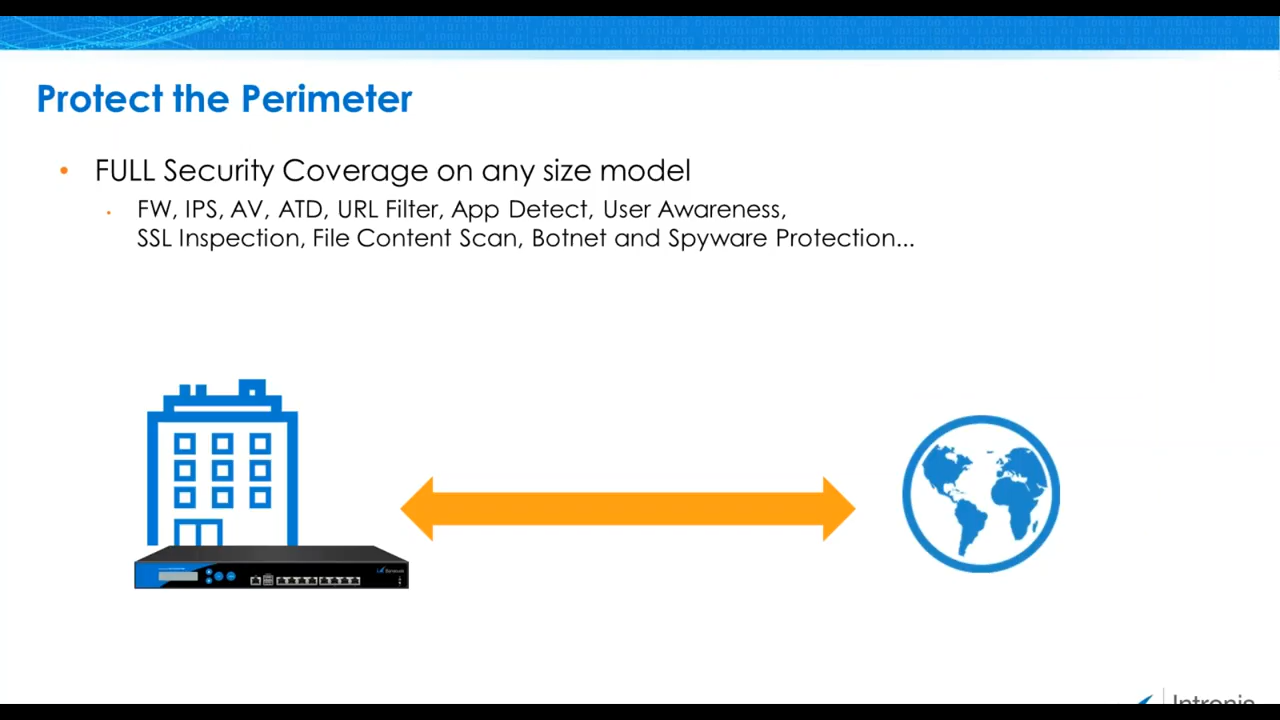 Protect the Perimeter
• FULL Security Coverage on any size model
• FW, IPS, AV, ATD, URL Filter, App Detect, User Awareness,
SSL Inspection, File Content Scan, Botnet and Spyware Protection...
Intronis